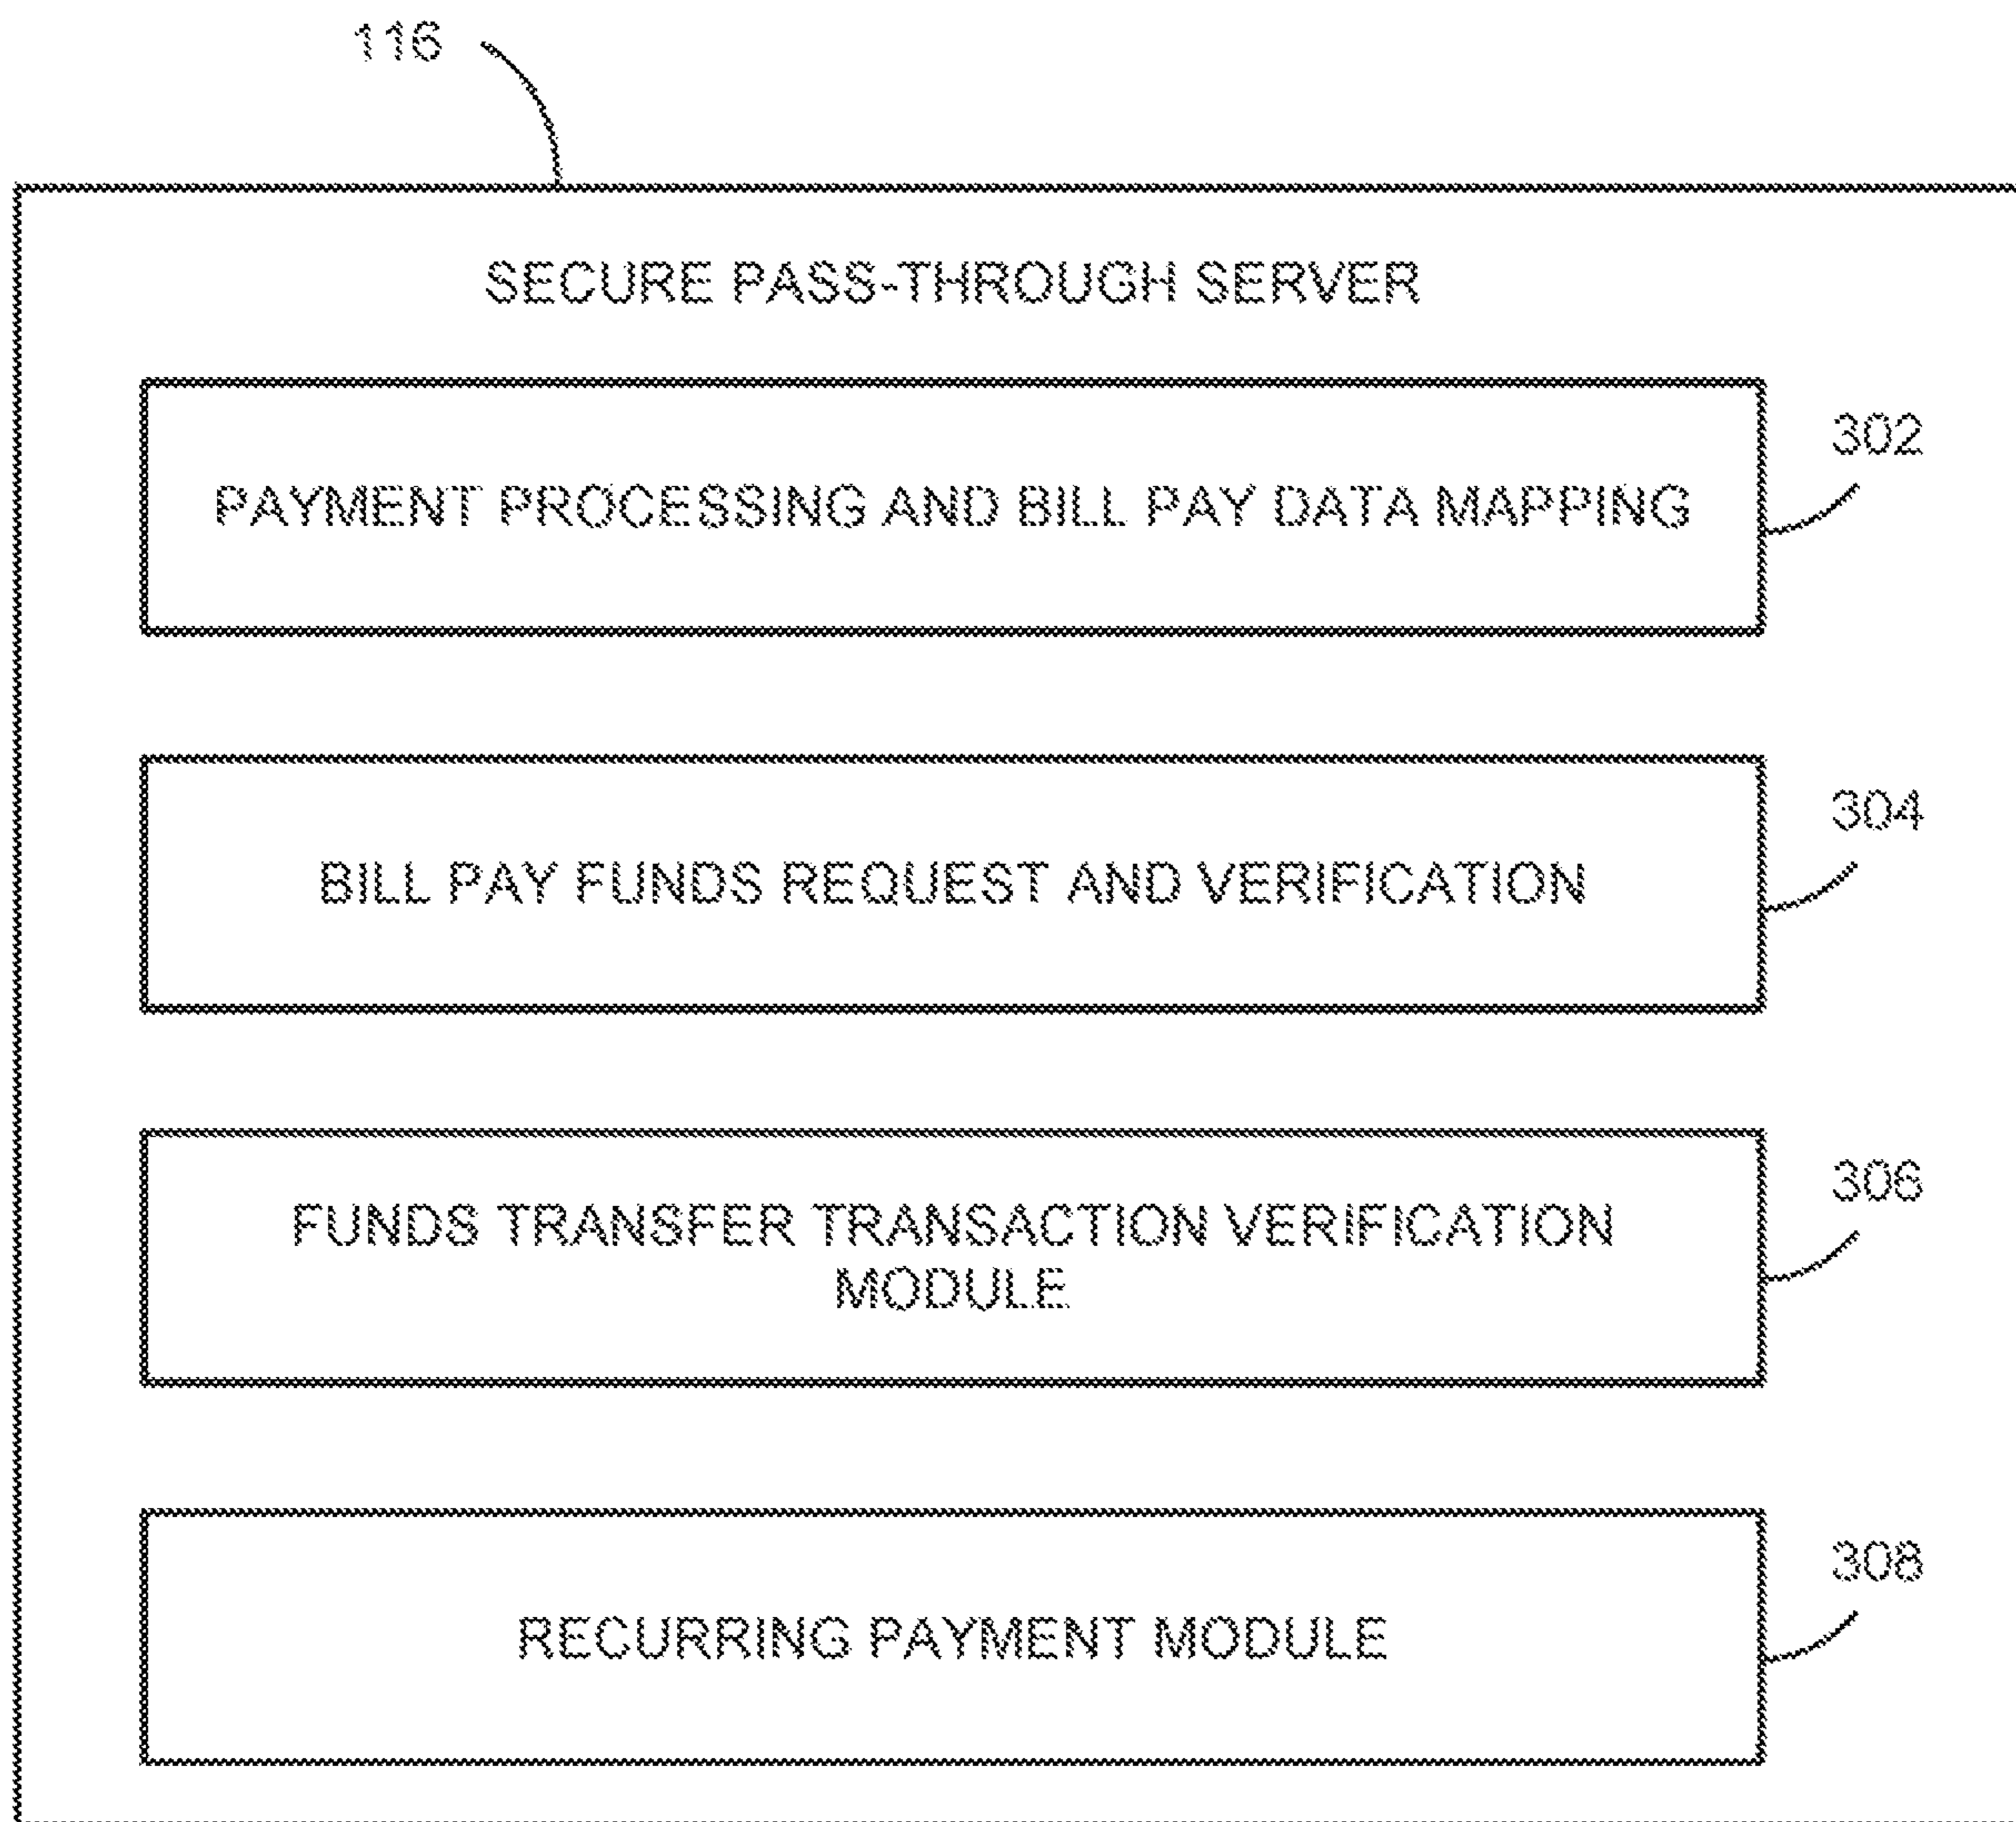 116
SECURE PASS-THROUGH SERVER
302
PAYMENT PROCESSING AND BILL PAY DATA MAPPING
304
BILL PAY FUNDS REQUEST AND VERIFICATION
306
FUNDS TRANSFER TRANSACTION VERIFICATION
MODULE
308
RECURRING PAYMENT MODULE